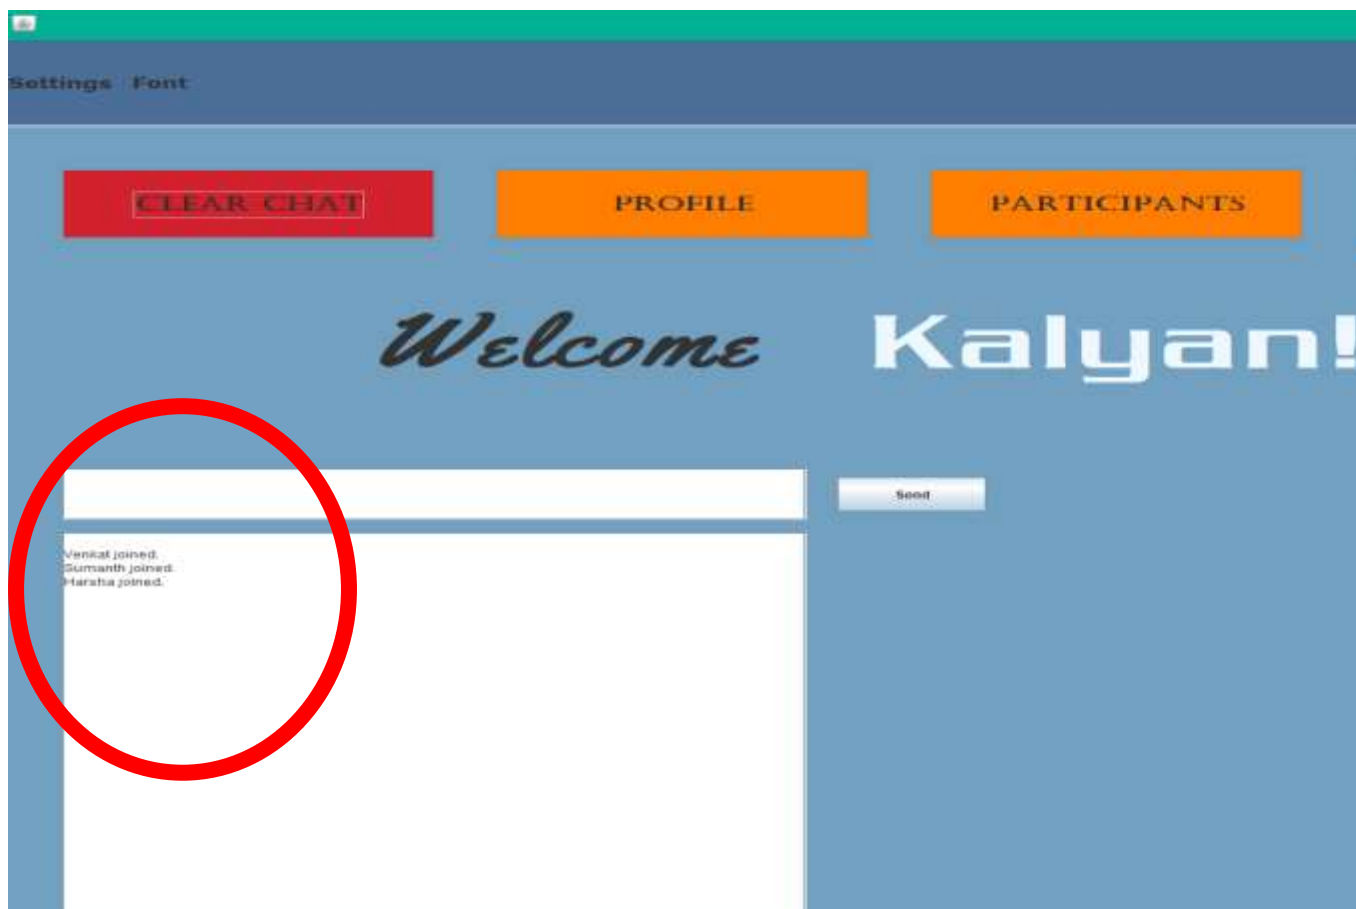 Settings Font
CLEAR CHAT PROFILE PARTICIPANTS
Welcome Kalyan!
Send
Venkat joined.
Sumanth joined.
Harsha joined.